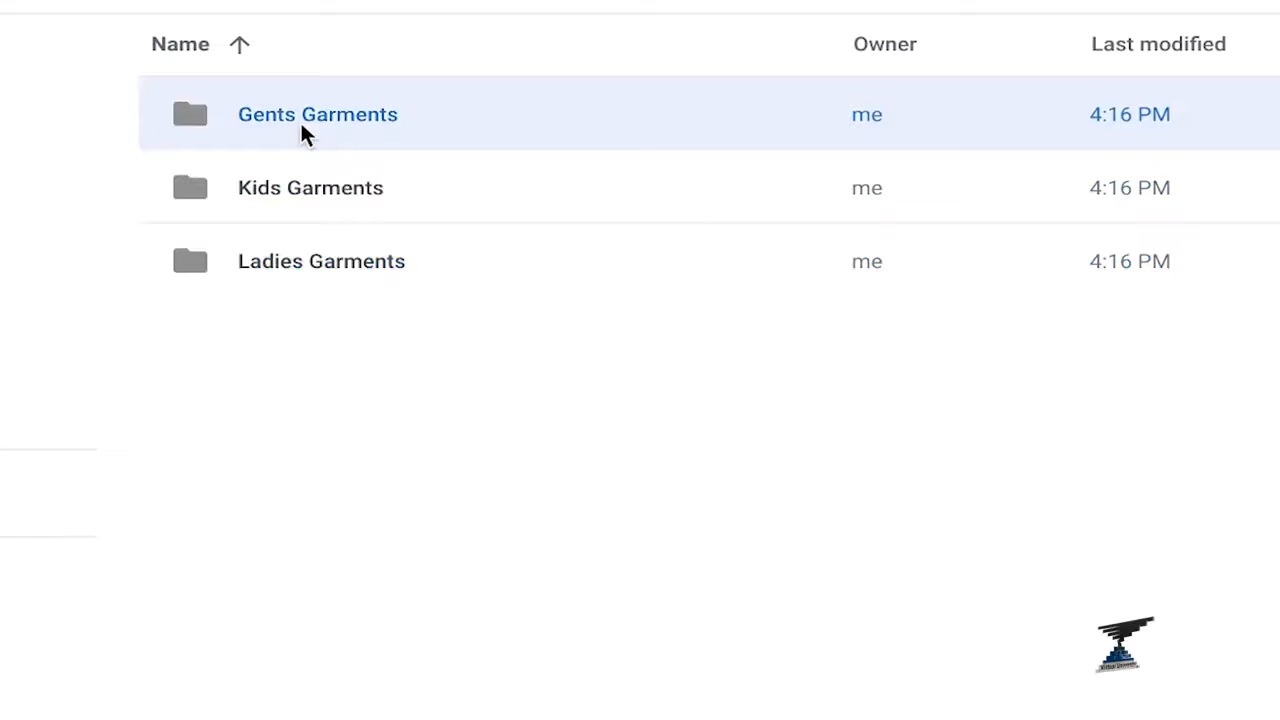 Name Owner Last modified
Gents Garments me 4:16 PM
Kids Garments me 4:16 PM
Ladies Garments me 4:16 PM